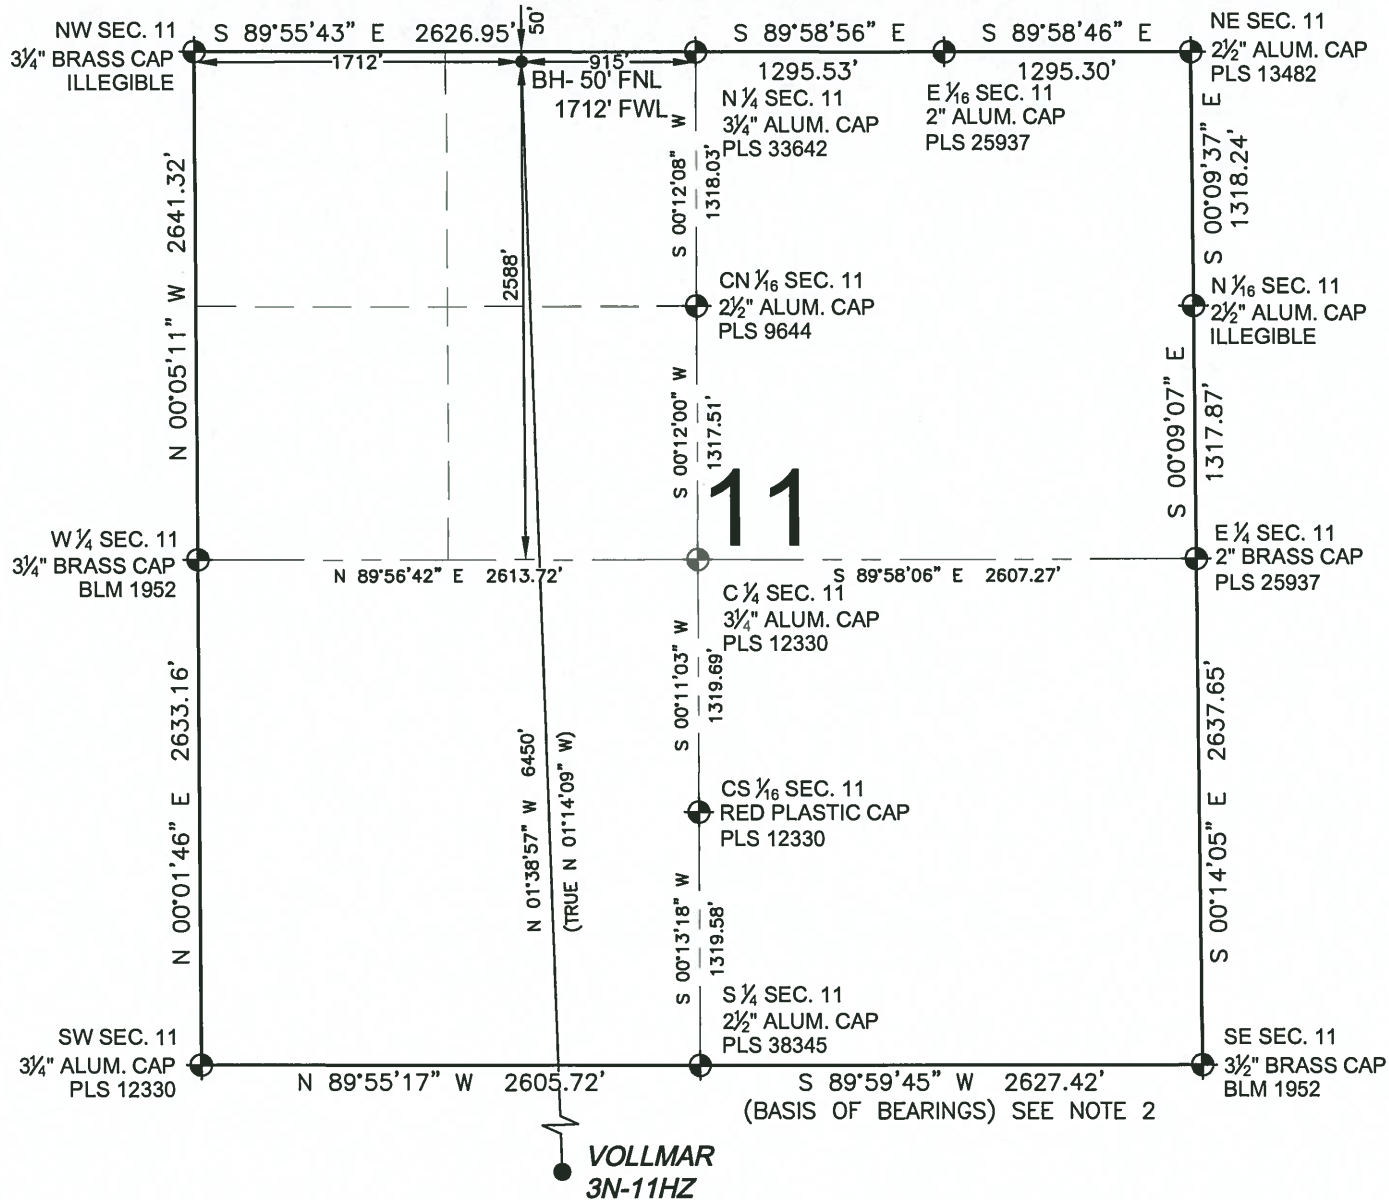 NW SEC. 11
3¼" BRASS CAP
ILLEGIBLE
S 89°55'43" E 2626.95'
50'
1712'
915'
BH- 50' FNL
1712' FWL
S 89°58'56" E
1295.53'
S 89°58'46" E
1295.30'
NE SEC. 11
2½" ALUM. CAP
PLS 13482
N ¼ SEC. 11
3¼" ALUM. CAP
PLS 33642
E ¹⁄₁₆ SEC. 11
2" ALUM. CAP
PLS 25937
N 00°05'11" W 2641.32'
2588'
S 00°12'08" W
1318.03'
S 00°09'37" E
1318.24'
CN ¹⁄₁₆ SEC. 11
2½" ALUM. CAP
PLS 9644
N ¹⁄₁₆ SEC. 11
2½" ALUM. CAP
ILLEGIBLE
S 00°12'00" W
1317.51'
S 00°09'07" E
1317.87'
11
W ¼ SEC. 11
3¼" BRASS CAP
BLM 1952
N 89°56'42" E 2613.72'
S 89°58'06" E 2607.27'
E ¼ SEC. 11
2" BRASS CAP
PLS 25937
C ¼ SEC. 11
3¼" ALUM. CAP
PLS 12330
N 00°01'46" E 2633.16'
N 01°38'57" W 6450'
(TRUE N 01°14'09" W)
S 00°11'03" W
1319.69'
S 00°14'05" E 2637.65'
CS ¹⁄₁₆ SEC. 11
RED PLASTIC CAP
PLS 12330
S 00°13'18" W
1319.58'
S ¼ SEC. 11
2½" ALUM. CAP
PLS 38345
SW SEC. 11
3¼" ALUM. CAP
PLS 12330
SE SEC. 11
3½" BRASS CAP
BLM 1952
N 89°55'17" W 2605.72'
S 89°59'45" W 2627.42'
(BASIS OF BEARINGS) SEE NOTE 2
VOLLMAR
3N-11HZ